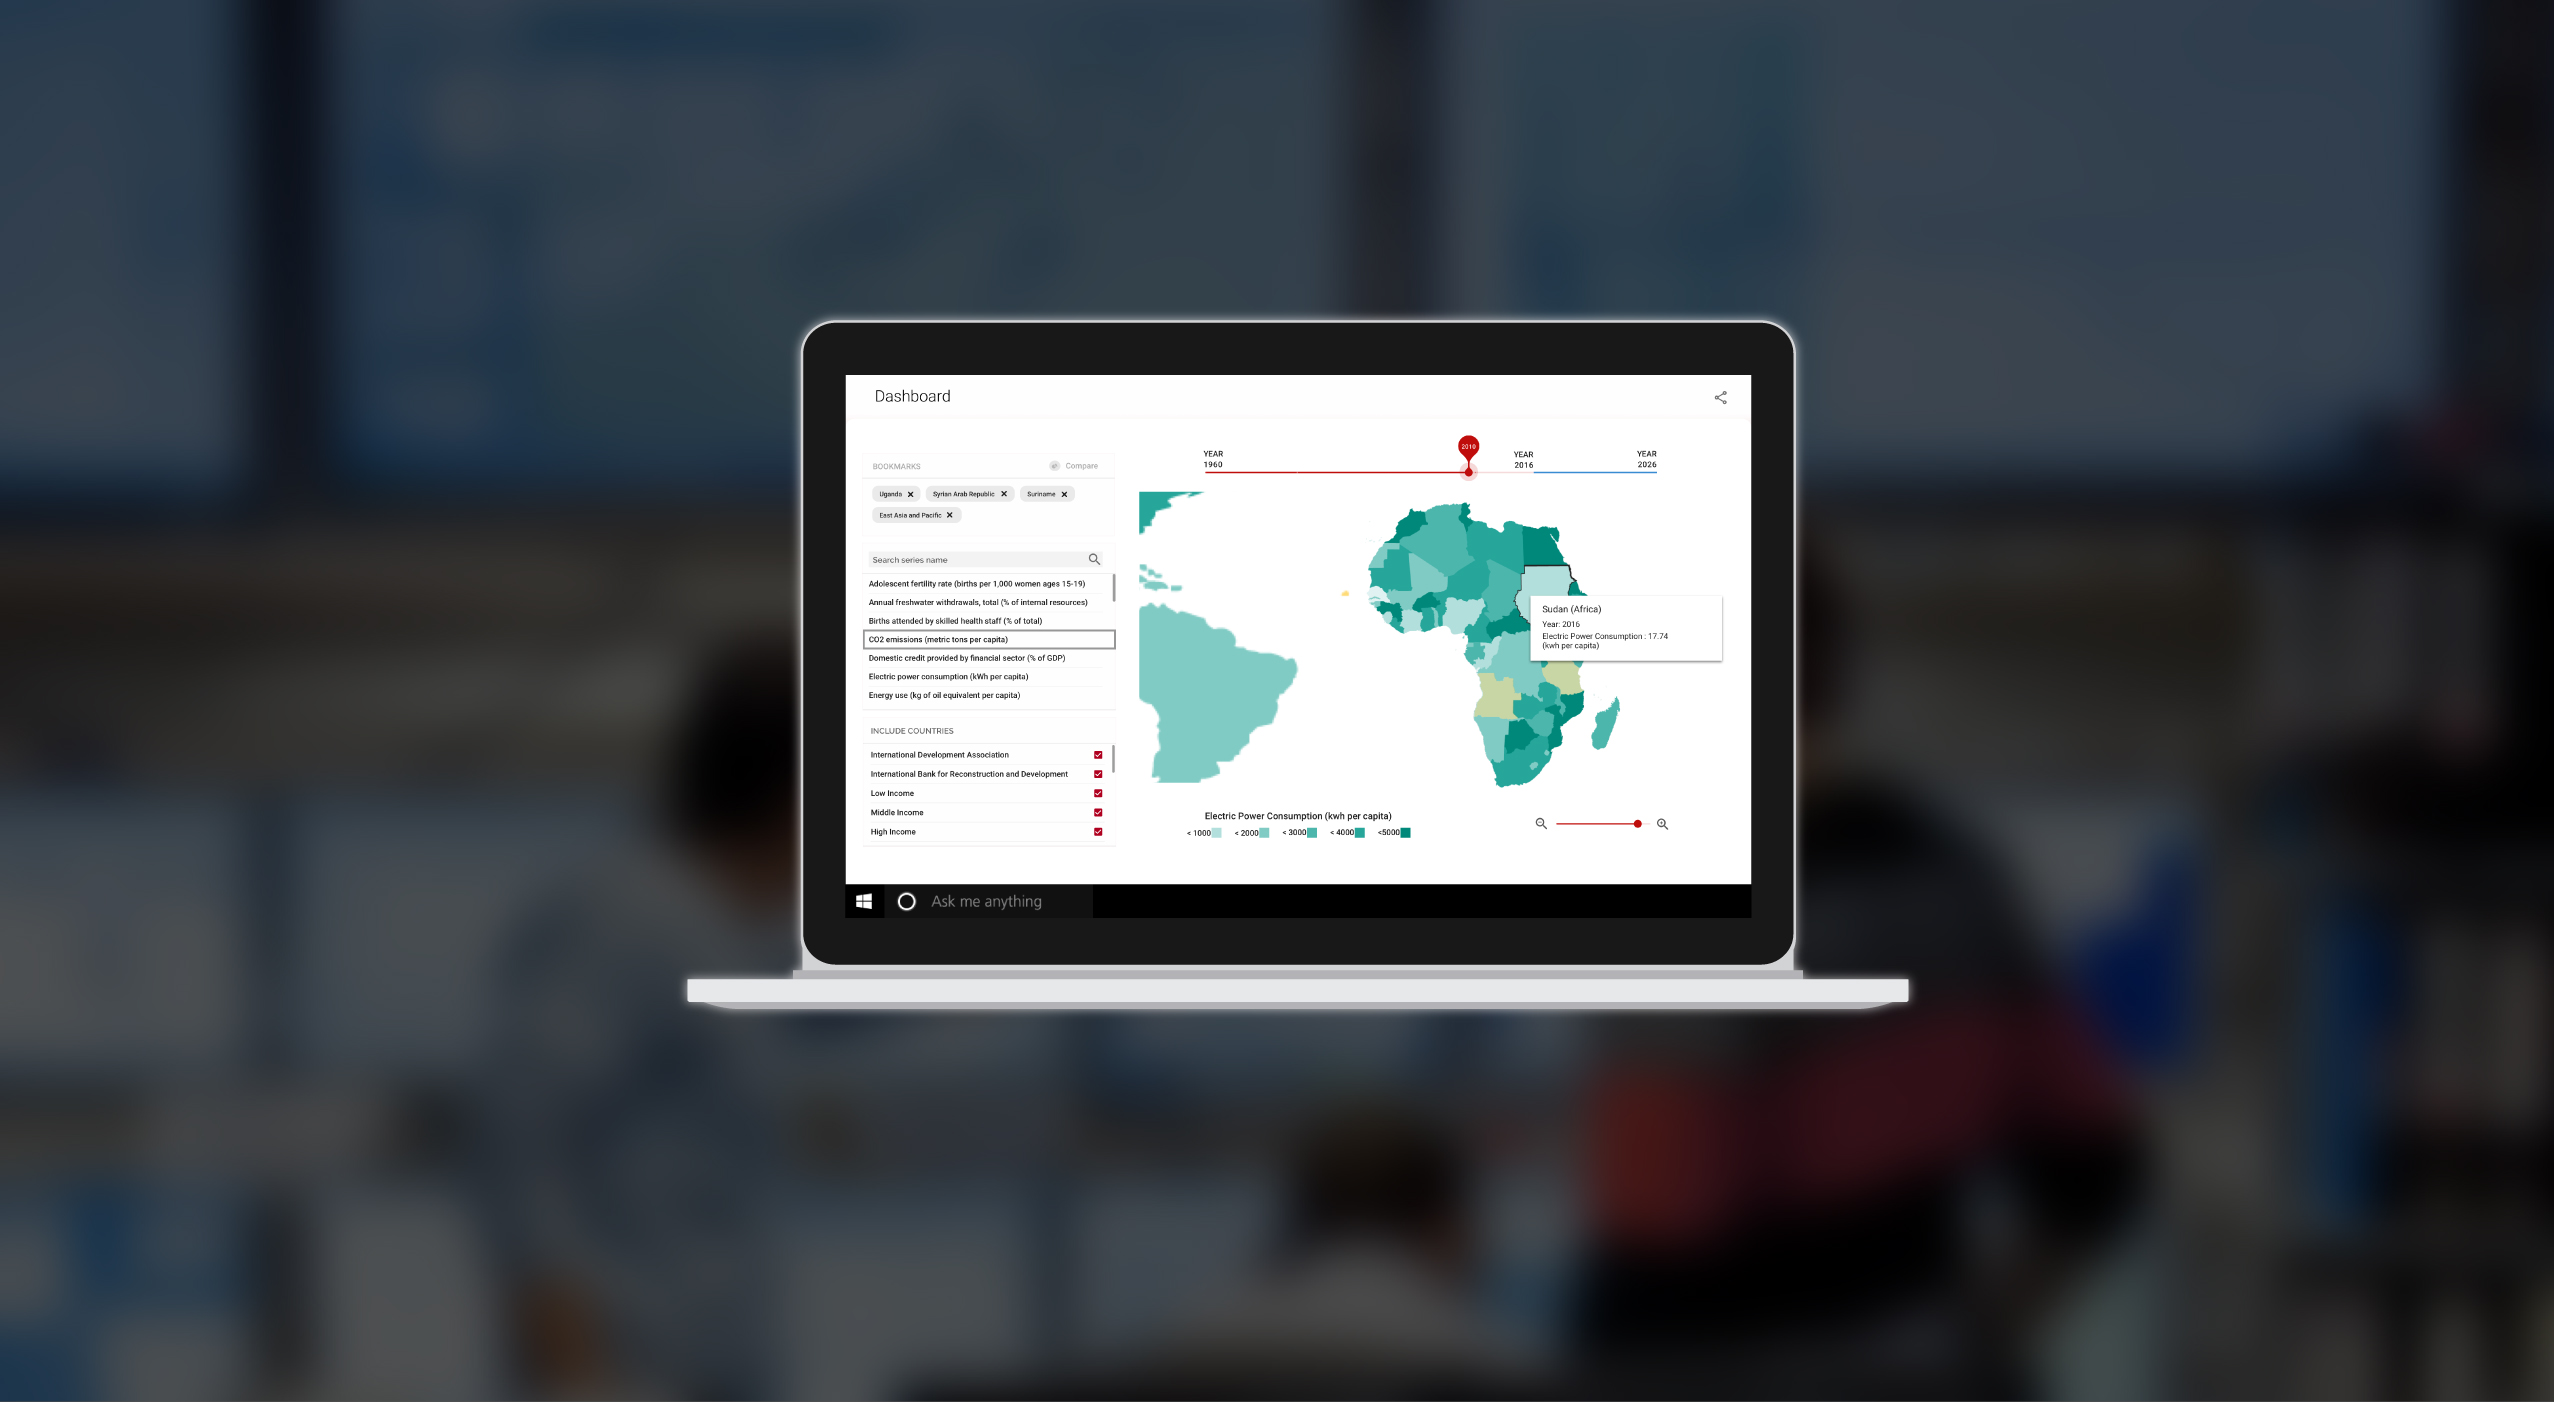 Dashboard
BOOKMARKS
Compare
Uganda
Syrian Arab Republic
Suriname
East Asia and Pacific
Search series name
Adolescent fertility rate (births per 1,000 women ages 15-19)
Annual freshwater withdrawals, total (% of internal resources)
Births attended by skilled health staff (% of total)
CO2 emissions (metric tons per capita)
Domestic credit provided by financial sector (% of GDP)
Electric power consumption (kWh per capita)
Energy use (kg of oil equivalent per capita)
INCLUDE COUNTRIES
International Development Association
International Bank for Reconstruction and Development
Low Income
Middle Income
High Income
YEAR
1960
2010
YEAR
2016
YEAR
2026
Sudan (Africa)
Year: 2016
Electric Power Consumption : 17.74
(kwh per capita)
Electric Power Consumption (kwh per capita)
< 1000 < 2000 < 3000 < 4000 <5000
Ask me anything